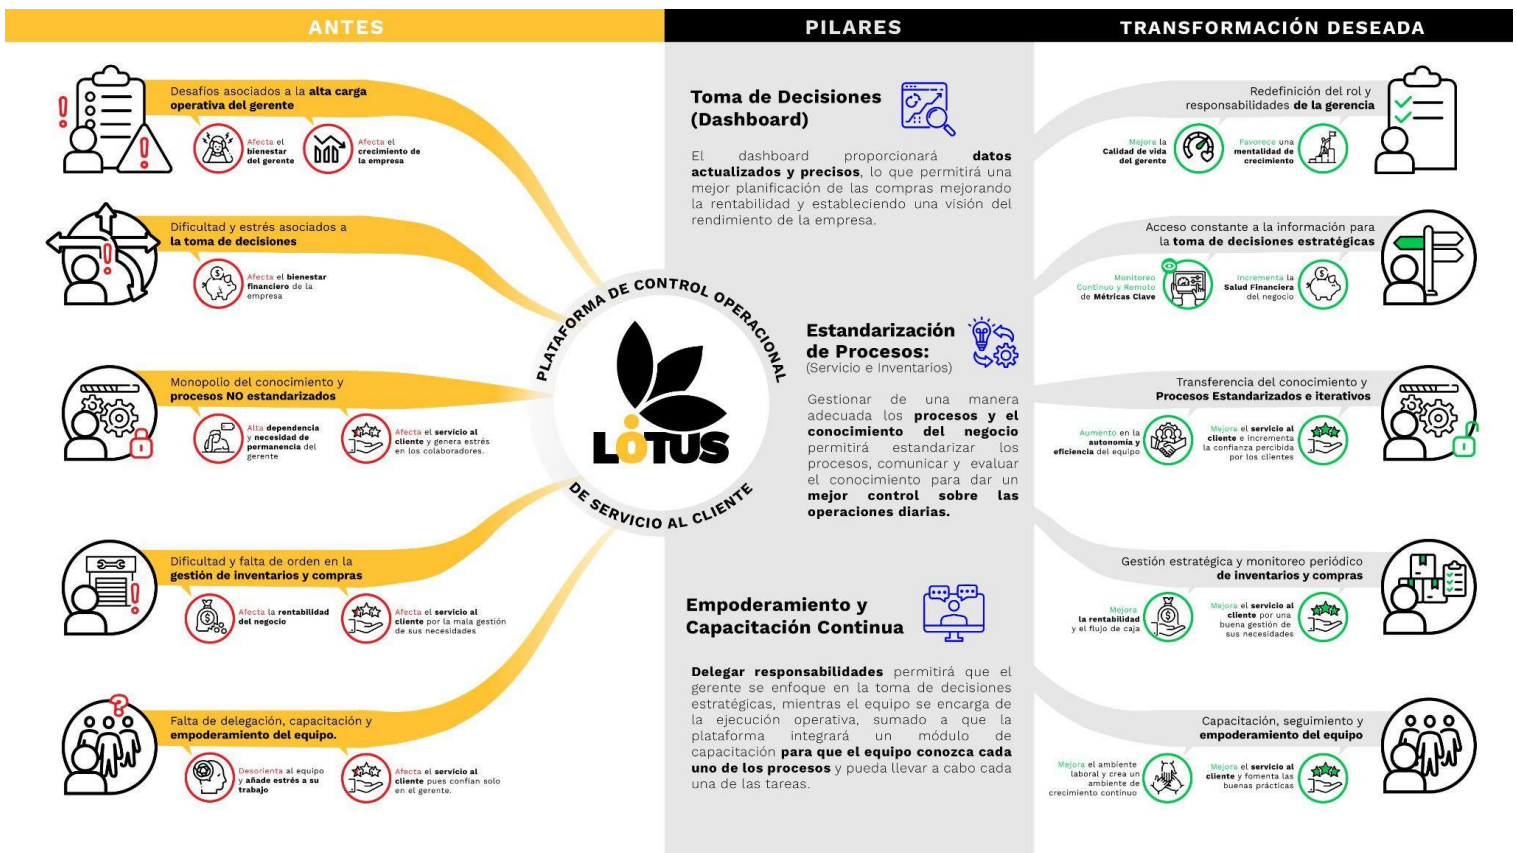 ANTES
Desafíos asociados a la alta carga
operativa del gerente
Afecta el
bienestar
del gerente
Afecta el
crecimiento de
la empresa
Dificultad y estrés asociados a
la toma de decisiones
Afecta el bienestar
financiero de la
empresa
Monopolio del conocimiento y
procesos NO estandarizados
Alta dependencia
y necesidad de
permanencia del
gerente
Afecta el servicio al
cliente y genera estrés
en los colaboradores.
Dificultad y falta de orden en la
gestión de inventarios y compras
Afecta la rentabilidad
del negocio
Afecta el servicio al
cliente por la mala gestión
de sus necesidades
Falta de delegación, capacitación y
empoderamiento del equipo.
Desorienta al equipo
y añade estrés a su
trabajo
Afecta el servicio al
cliente pues confían solo
en el gerente.
PLATAFORMA DE CONTROL OPERACIONAL
LOTUS
DE SERVICIO AL CLIENTE
PILARES
Toma de Decisiones
(Dashboard)
El dashboard proporcionará datos
actualizados y precisos, lo que permitirá una
mejor planificación de las compras mejorando
la rentabilidad y estableciendo una visión del
rendimiento de la empresa.
Estandarización
de Procesos:
(Servicio e Inventarios)
Gestionar de una manera
adecuada los procesos y el
conocimiento del negocio
permitirá estandarizar los
procesos, comunicar y evaluar
el conocimiento para dar un
mejor control sobre las
operaciones diarias.
Empoderamiento y
Capacitación Continua
Delegar responsabilidades permitirá que el
gerente se enfoque en la toma de decisiones
estratégicas, mientras el equipo se encarga de
la ejecución operativa, sumado a que la
plataforma integrará un módulo de
capacitación para que el equipo conozca cada
uno de los procesos y pueda llevar a cabo cada
una de las tareas.
TRANSFORMACIÓN DESEADA
Redefinición del rol y
responsabilidades de la gerencia
Mejora la
Calidad de vida
del gerente
Favorece una
mentalidad de
crecimiento
Acceso constante a la información para
la toma de decisiones estratégicas
Monitoreo
Continuo y Remoto
de Métricas Clave
Incrementa la
Salud Financiera
del negocio
Transferencia del conocimiento y
Procesos Estandarizados e iterativos
Aumento en la
autonomía y
eficiencia del equipo
Mejora el servicio al
cliente e incrementa
la confianza percibida
por los clientes
Gestión estratégica y monitoreo periódico
de inventarios y compras
Mejora
la rentabilidad
y el flujo de caja
Mejora el servicio al
cliente por una
buena gestión de
sus necesidades
Capacitación, seguimiento y
empoderamiento del equipo
Mejora el ambiente
laboral y crea un
ambiente de
crecimiento continuo
Mejora el servicio al
cliente y fomenta las
buenas prácticas